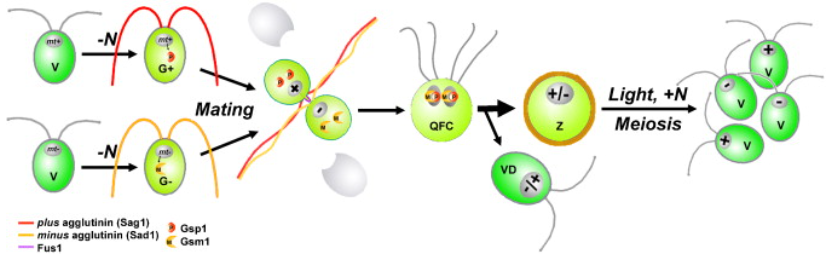 -N
mt+
V
mt+
P
G+
-N
mt-
V
mt-
M
G-
Mating
P P
+
-
M M
M P M P
QFC
+/-
Z
VD
+/-
Light, +N
Meiosis
+
V
-
V
-
V
+
V
plus agglutinin (Sag1)
minus agglutinin (Sad1)
Fus1
P Gsp1
M Gsm1